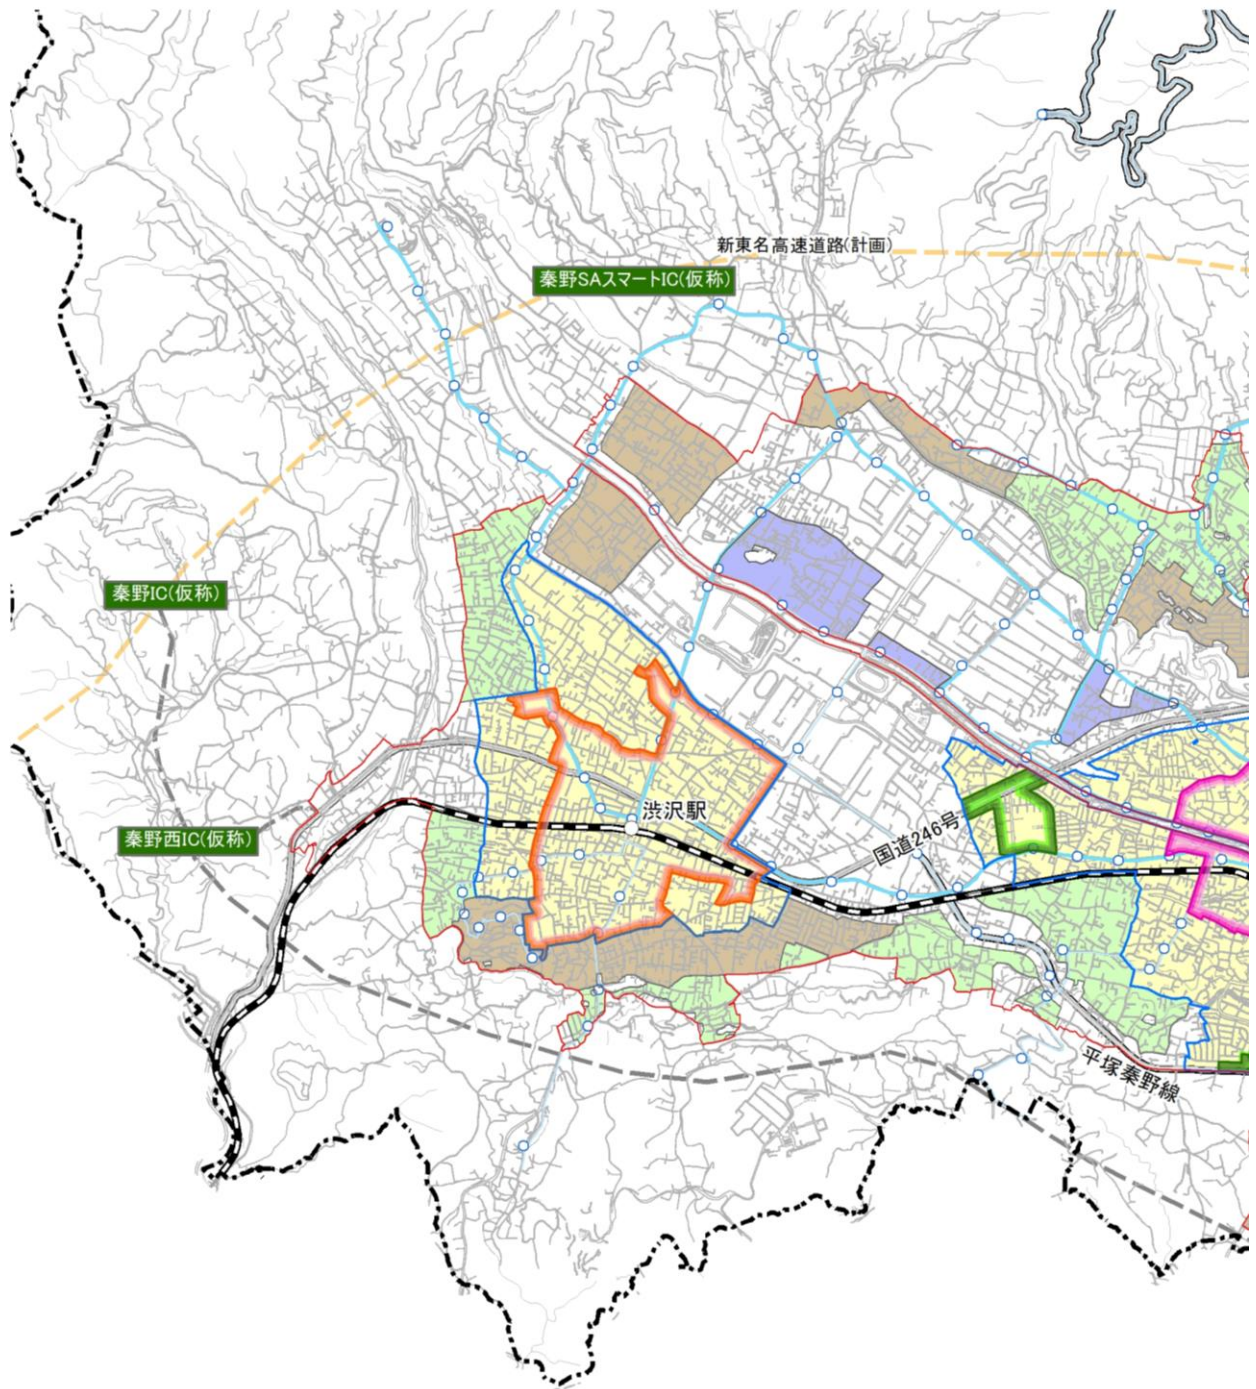 新東名高速道路(計画)
秦野SAスマートIC(仮称)
秦野IC(仮称)
渋沢駅
国道246号
秦野西IC(仮称)
平塚秦野線